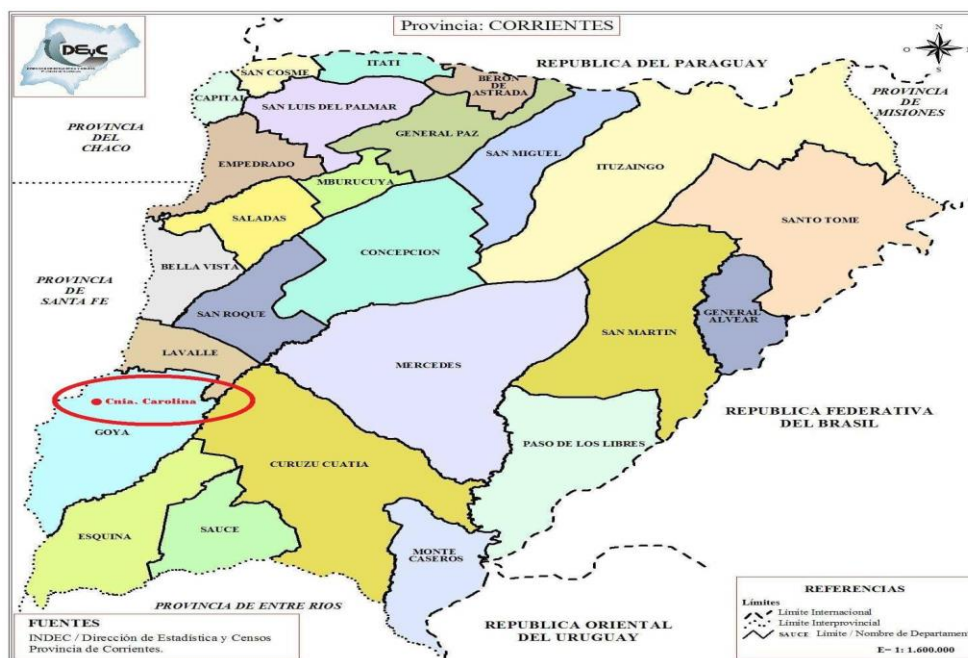 DEyC
Provincia: CORRIENTES
N
O
S
ITATI
SAN COSME
REPUBLICA DEL PARAGUAY
BERON
DE
ASTRADA
CAPITAL
SAN LUIS DEL PALMAR
PROVINCIA
DE
MISIONES
PROVINCIA
DEL
CHACO
GENERAL PAZ
SAN MIGUEL
EMPEDRADO
ITUZAINGO
MBURUCUYA
SALADAS
SANTO TOME
CONCEPCION
BELLA VISTA
PROVINCIA
DE
SANTA FE
SAN ROQUE
GENERAL
ALVEAR
SAN MARTIN
LAVALLE
MERCEDES
Cnia. Carolina
GOYA
REPUBLICA FEDERATIVA
DEL BRASIL
PASO DE LOS LIBRES
CURUZU CUATIA
ESQUINA
SAUCE
MONTE
CASEROS
PROVINCIA DE ENTRE RIOS
REPUBLICA ORIENTAL
DEL URUGUAY
FUENTES
INDEC / Dirección de Estadística y Censos
Provincia de Corrientes.
REFERENCIAS
Límites
Límite Internacional
Límite Interprovincial
SAUCE Límite / Nombre de Departamen
E= 1: 1.600.000